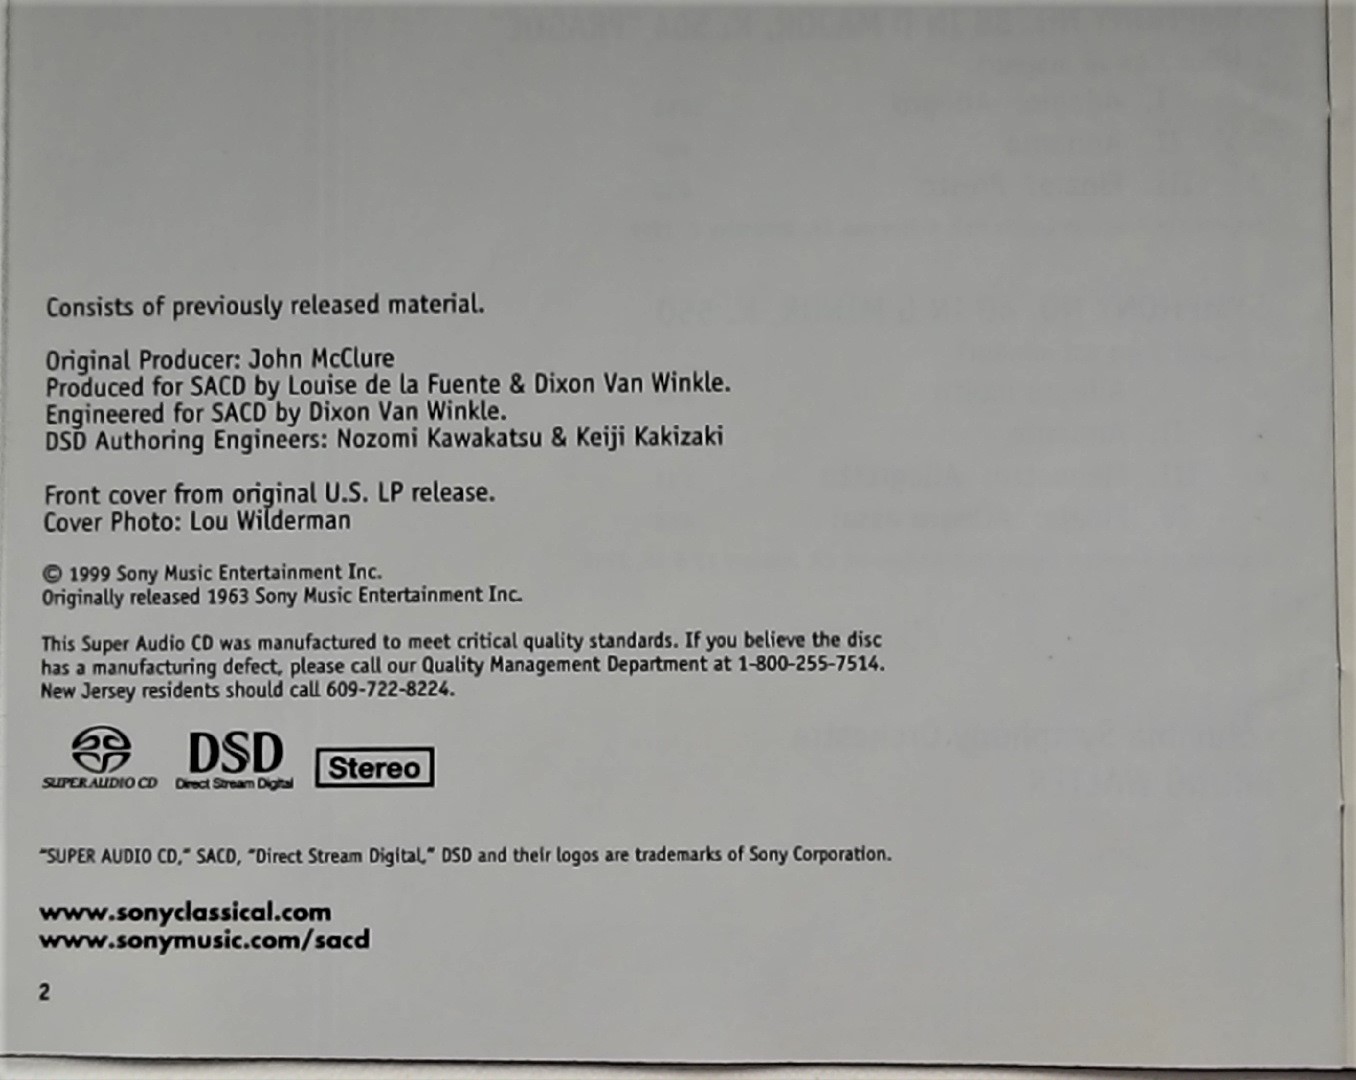 Consists of previously released material.
Original Producer: John McClure
Produced for SACD by Louise de la Fuente & Dixon Van Winkle.
Engineered for SACD by Dixon Van Winkle.
DSD Authoring Engineers: Nozomi Kawakatsu & Keiji Kakizaki
Front cover from original U.S. LP release.
Cover Photo: Lou Wilderman
© 1999 Sony Music Entertainment Inc.
Originally released 1963 Sony Music Entertainment Inc.
This Super Audio CD was manufactured to meet critical quality standards. If you believe the disc
has a manufacturing defect, please call our Quality Management Department at 1-800-255-7514.
New Jersey residents should call 609-722-8224.
SUPER AUDIO CD
DSD
Direct Stream Digital
Stereo
"SUPER AUDIO CD," SACD, "Direct Stream Digital," DSD and their logos are trademarks of Sony Corporation.
www.sonyclassical.com
www.sonymusic.com/sacd
2